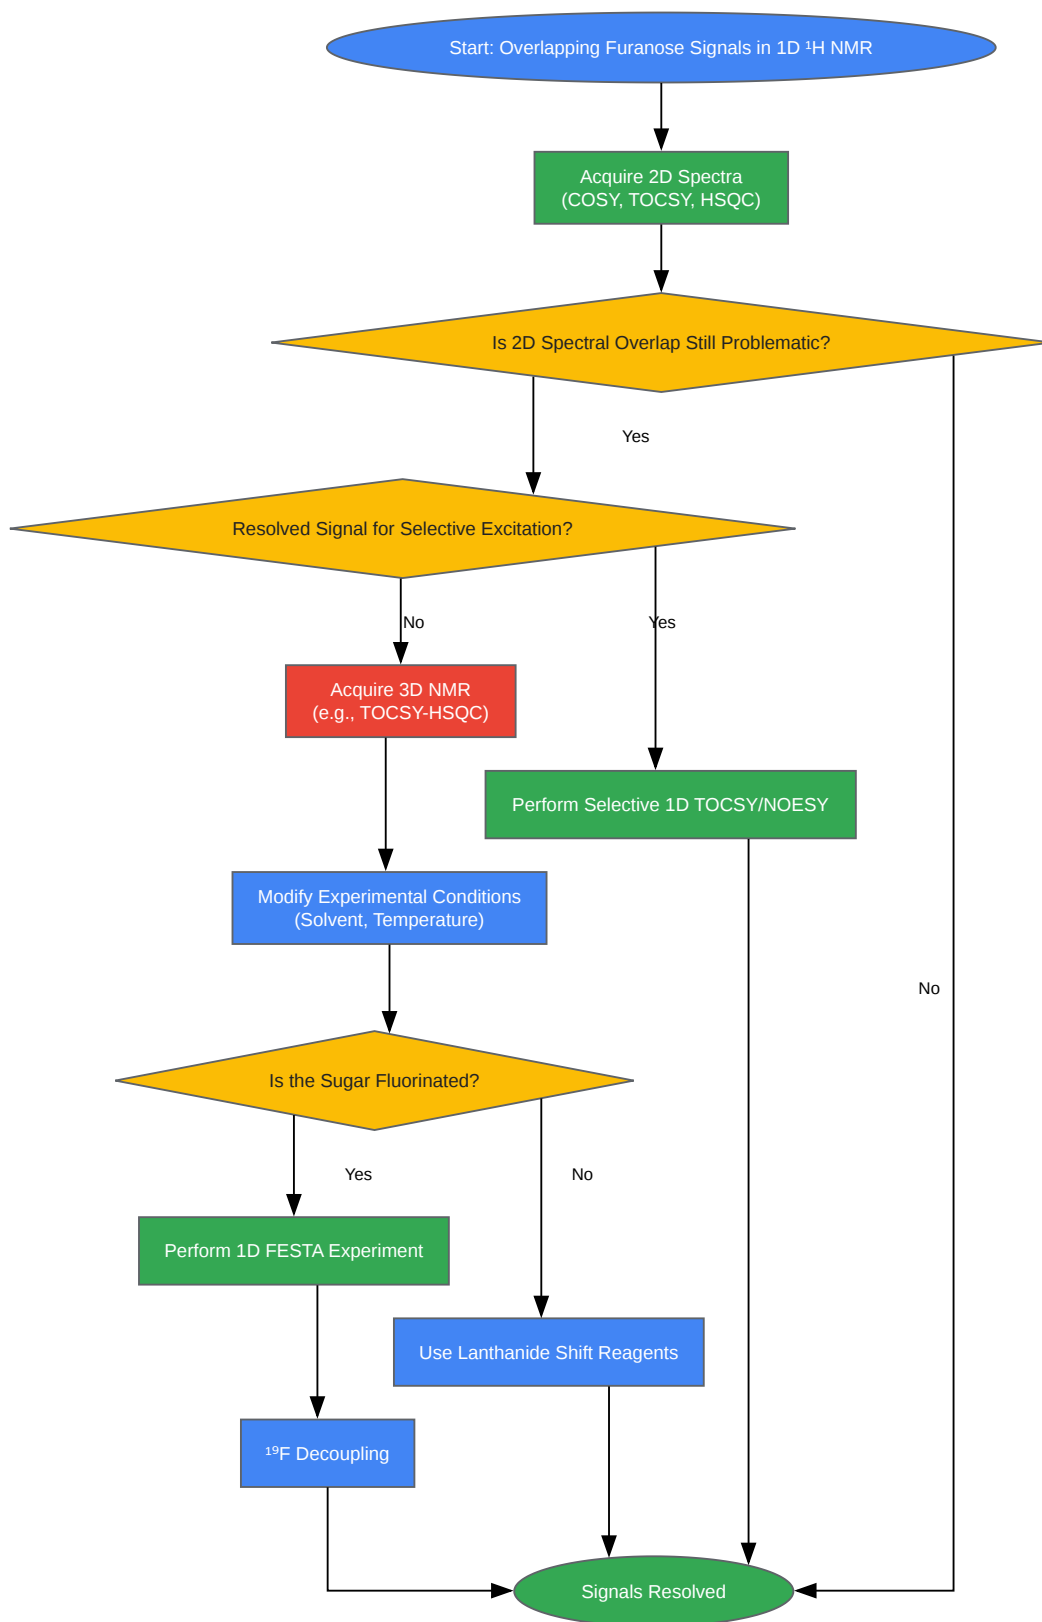 Start: Overlapping Furanose Signals in 1D ¹H NMR
Acquire 2D Spectra
(COSY, TOCSY, HSQC)
Is 2D Spectral Overlap Still Problematic?
Yes
Resolved Signal for Selective Excitation?
No
Yes
Acquire 3D NMR
(e.g., TOCSY-HSQC)
Perform Selective 1D TOCSY/NOESY
Modify Experimental Conditions
(Solvent, Temperature)
No
Is the Sugar Fluorinated?
Yes
No
Perform 1D FESTA Experiment
Use Lanthanide Shift Reagents
¹⁹F Decoupling
Signals Resolved